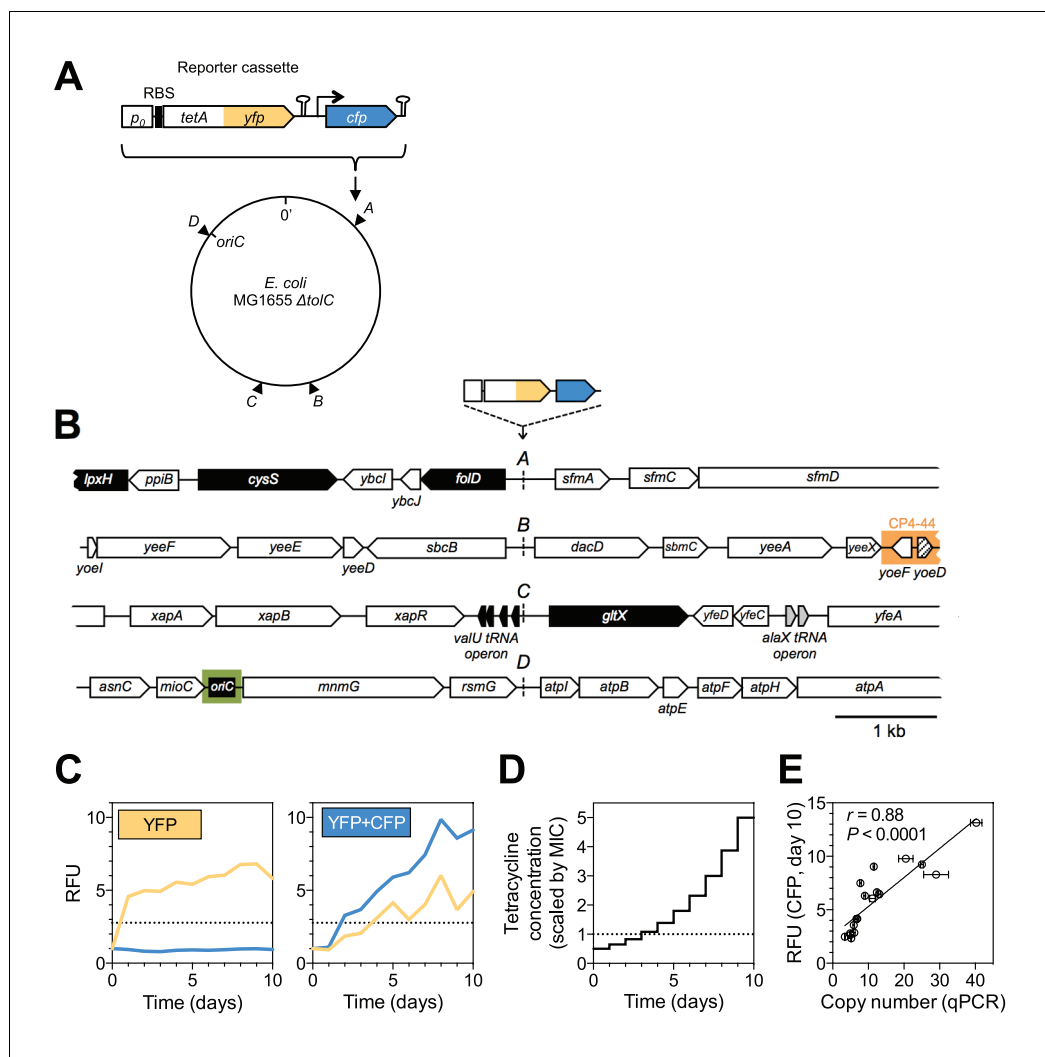 A
Reporter cassette
RBS
p0 tetA yfp cfp
0'
A
D
oriC
E. coli
MG1655 ΔtolC
C
B
B
A
lpxH ppiB cysS ybcI folD sfmA sfmC sfmD
ybcJ
B
CP4-44
yeeF yeeE sbcB dacD sbmC yeeA yeeX
yoeI yeeD yoeF yoeD
C
xapA xapB xapR gltX yfeD yfeC yfeA
valU tRNA alaX tRNA
operon operon
D
asnC mioC oriC mnmG rsmG atpI atpB atpF atpH atpA
atpE
1 kb
C
YFP
YFP+CFP
RFU
10
5
0
0 5 10
Time (days)
10
5
0
0 5 10
Time (days)
D
Tetracycline
concentration
(scaled by MIC)
5
4
3
2
1
0
0 5 10
Time (days)
E
RFU (CFP, day 10)
r = 0.88
P < 0.0001
15
10
5
0
0 10 20 30 40
Copy number (qPCR)